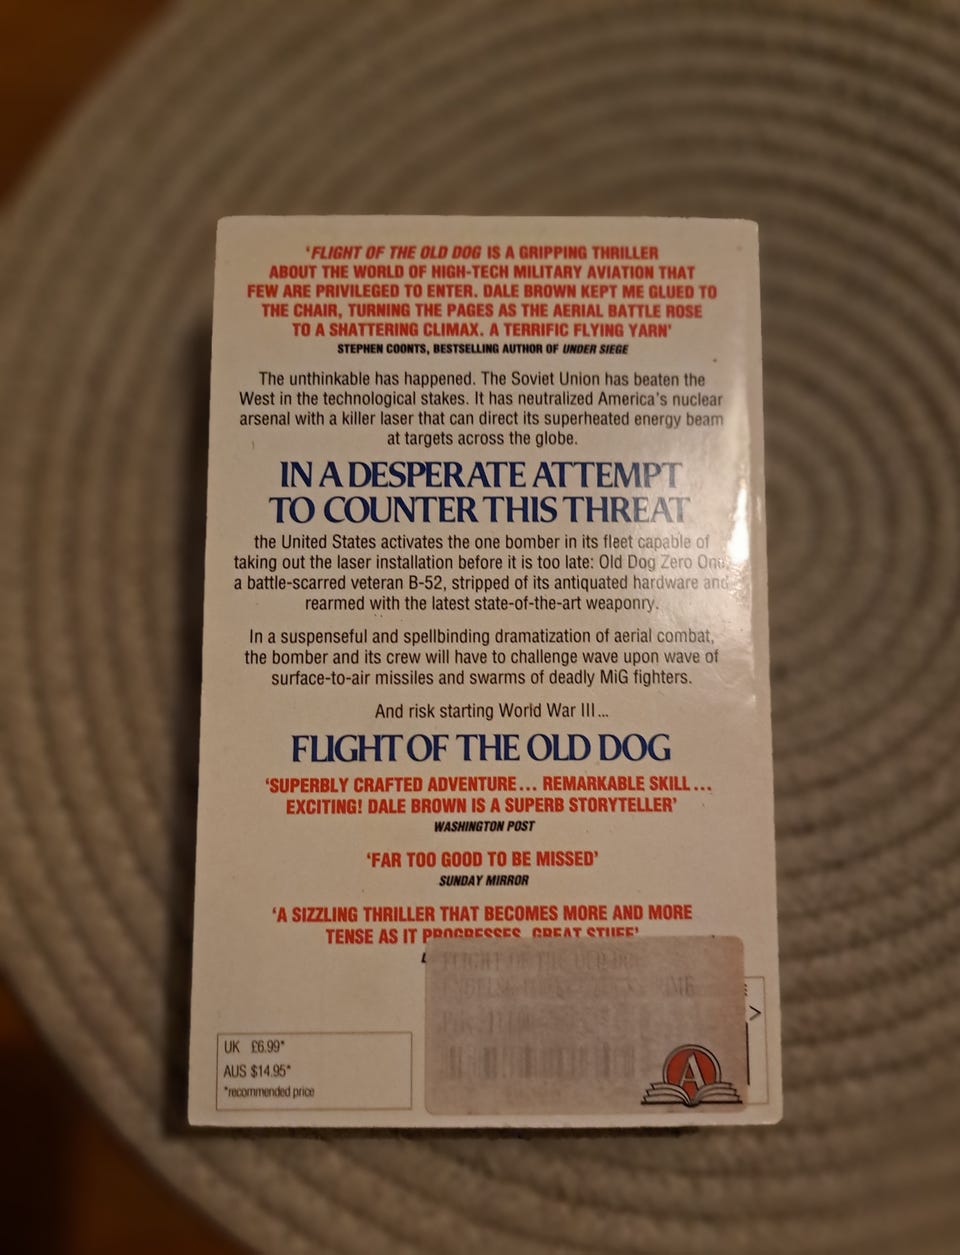 'FLIGHT OF THE OLD DOG IS A GRIPPING THRILLER
ABOUT THE WORLD OF HIGH-TECH MILITARY AVIATION THAT
FEW ARE PRIVILEGED TO ENTER. DALE BROWN KEPT ME GLUED TO
THE CHAIR, TURNING THE PAGES AS THE AERIAL BATTLE ROSE
TO A SHATTERING CLIMAX. A TERRIFIC FLYING YARN'
STEPHEN COONTS, BESTSELLING AUTHOR OF UNDER SIEGE
The unthinkable has happened. The Soviet Union has beaten the
West in the technological stakes. It has neutralized America's nuclear
arsenal with a killer laser that can direct its superheated energy beam
at targets across the globe.
IN A DESPERATE ATTEMPT
TO COUNTER THIS THREAT
the United States activates the one bomber in its fleet capable of
taking out the laser installation before it is too late: Old Dog Zero One,
a battle-scarred veteran B-52, stripped of its antiquated hardware and
rearmed with the latest state-of-the-art weaponry.
In a suspenseful and spellbinding dramatization of aerial combat,
the bomber and its crew will have to challenge wave upon wave of
surface-to-air missiles and swarms of deadly MiG fighters.
And risk starting World War III...
FLIGHT OF THE OLD DOG
'SUPERBLY CRAFTED ADVENTURE... REMARKABLE SKILL...
EXCITING! DALE BROWN IS A SUPERB STORYTELLER'
WASHINGTON POST
'FAR TOO GOOD TO BE MISSED'
SUNDAY MIRROR
'A SIZZLING THRILLER THAT BECOMES MORE AND MORE
TENSE AS IT PROGRESSES. GREAT STUFF'
FLIGHT OF THE OLD DOG
UK £6.99*
AUS $14.95*
*recommended price
A